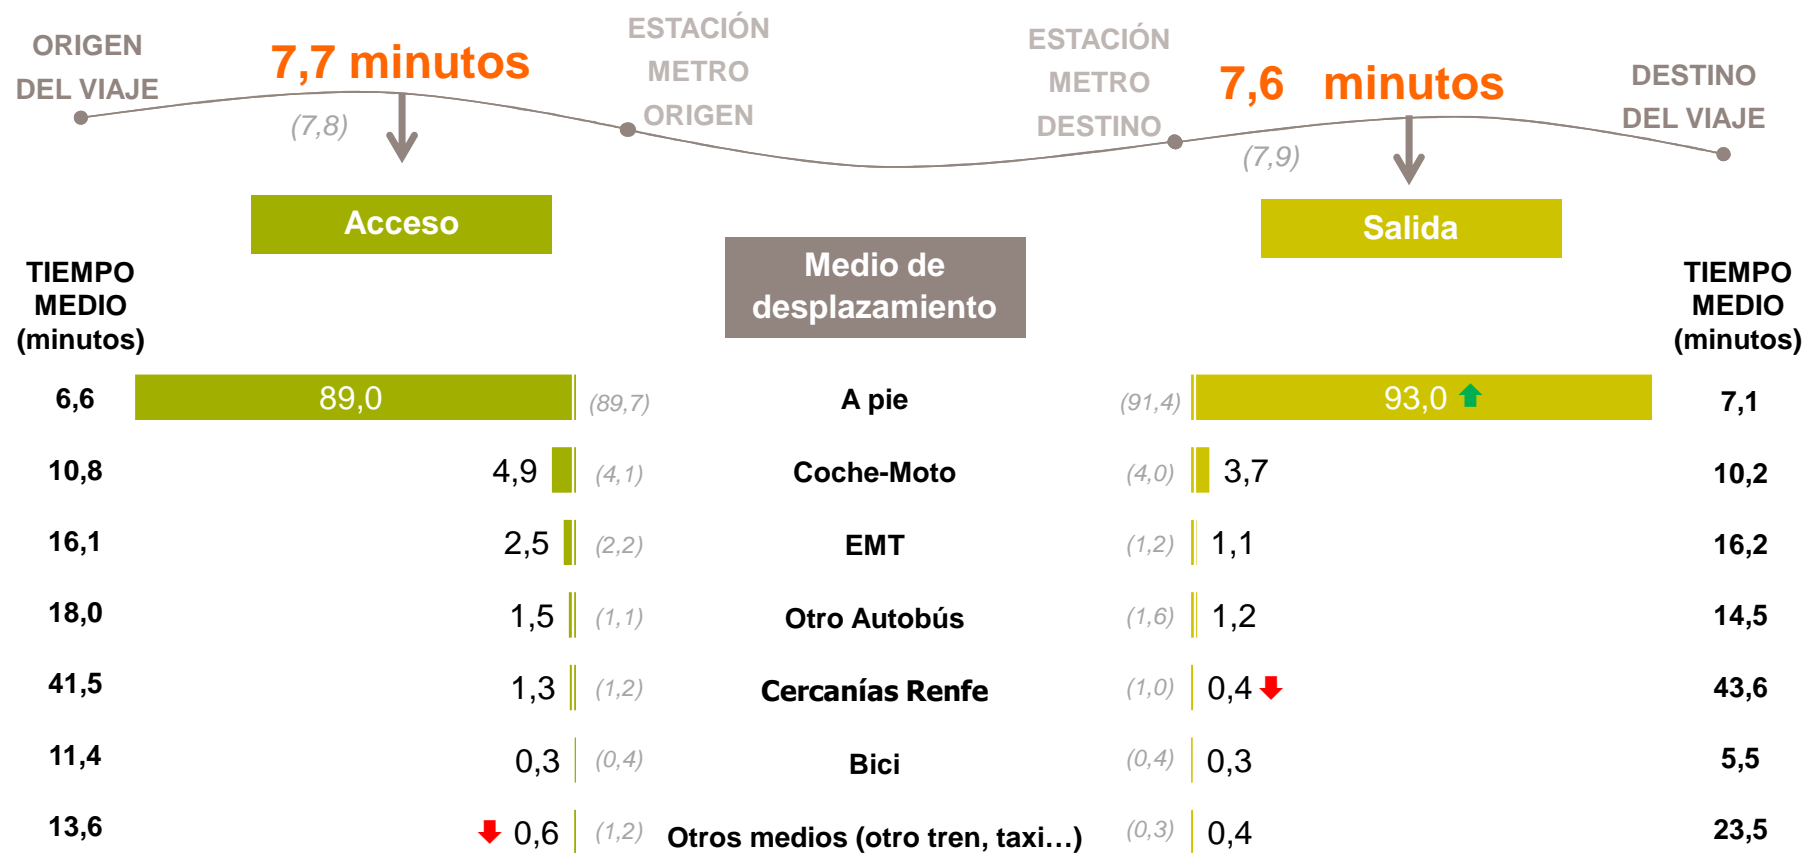 ORIGEN
DEL VIAJE
7,7 minutos
(7,8)
ESTACIÓN
METRO
ORIGEN
ESTACIÓN
METRO
DESTINO
7,6 minutos
(7,9)
DESTINO
DEL VIAJE
Acceso
Salida
Medio de
desplazamiento
TIEMPO
MEDIO
(minutos)
TIEMPO
MEDIO
(minutos)
6,6 89,0 (89,7) A pie (91,4) 93,0 7,1
10,8 4,9 (4,1) Coche-Moto (4,0) 3,7 10,2
16,1 2,5 (2,2) EMT (1,2) 1,1 16,2
18,0 1,5 (1,1) Otro Autobús (1,6) 1,2 14,5
41,5 1,3 (1,2) Cercanías Renfe (1,0) 0,4 43,6
11,4 0,3 (0,4) Bici (0,4) 0,3 5,5
13,6 0,6 (1,2) Otros medios (otro tren, taxi…) (0,3) 0,4 23,5